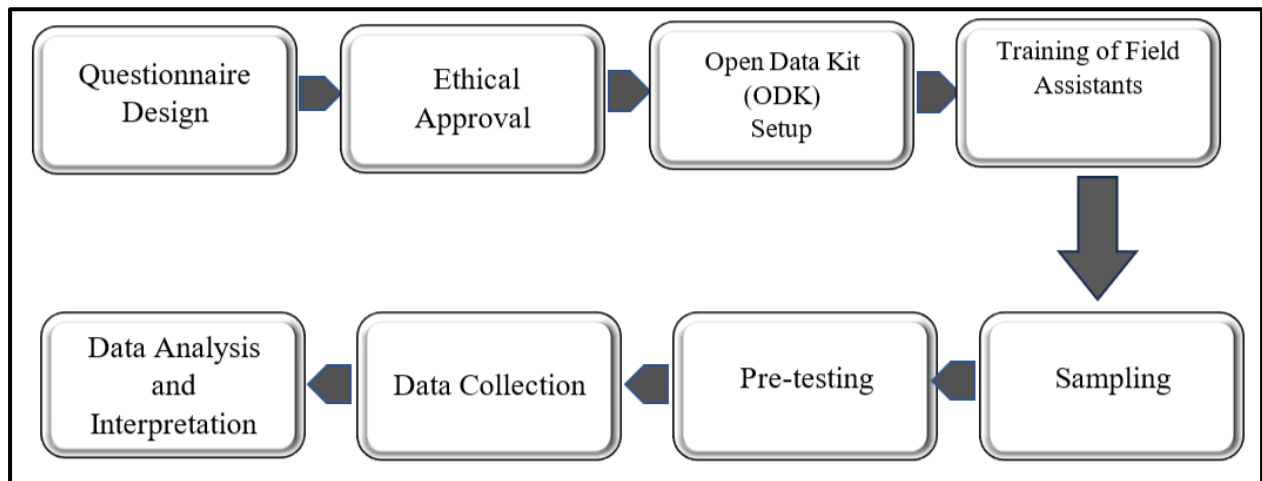 Questionnaire
Design
Ethical
Approval
Open Data Kit
(ODK)
Setup
Training of Field
Assistants
Sampling
Pre-testing
Data Collection
Data Analysis
and
Interpretation